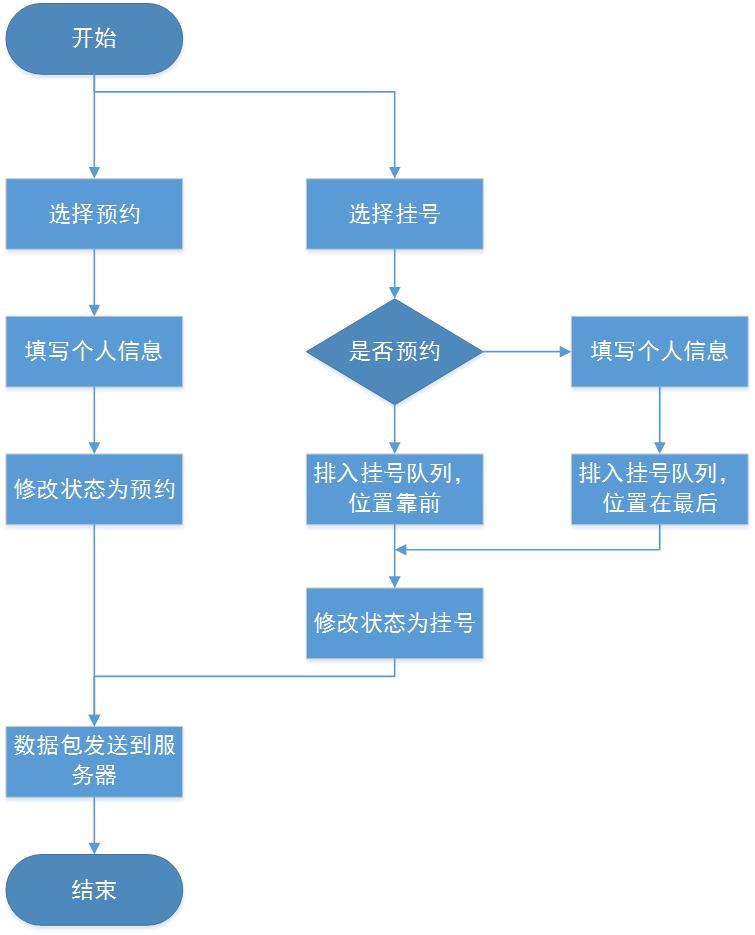 开始
选择预约
选择挂号
填写个人信息
是否预约
填写个人信息
修改状态为预约
排入挂号队列，
位置靠前
排入挂号队列，
位置在最后
修改状态为挂号
数据包发送到服
务器
结束